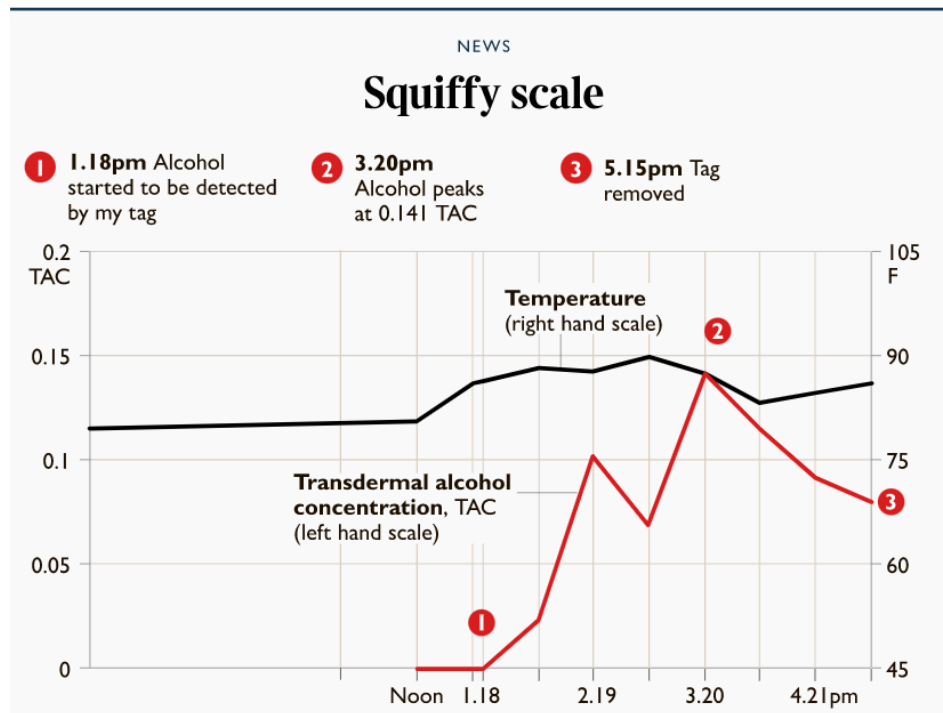 NEWS
Squiffy scale
1 1.18pm Alcohol
started to be detected
by my tag
2 3.20pm
Alcohol peaks
at 0.141 TAC
3 5.15pm Tag
removed
0.2
TAC
105
F
Temperature
(right hand scale)
2
0.15
90
0.1
75
Transdermal alcohol
concentration, TAC
(left hand scale)
3
0.05
60
1
0
45
Noon 1.18 2.19 3.20 4.21pm